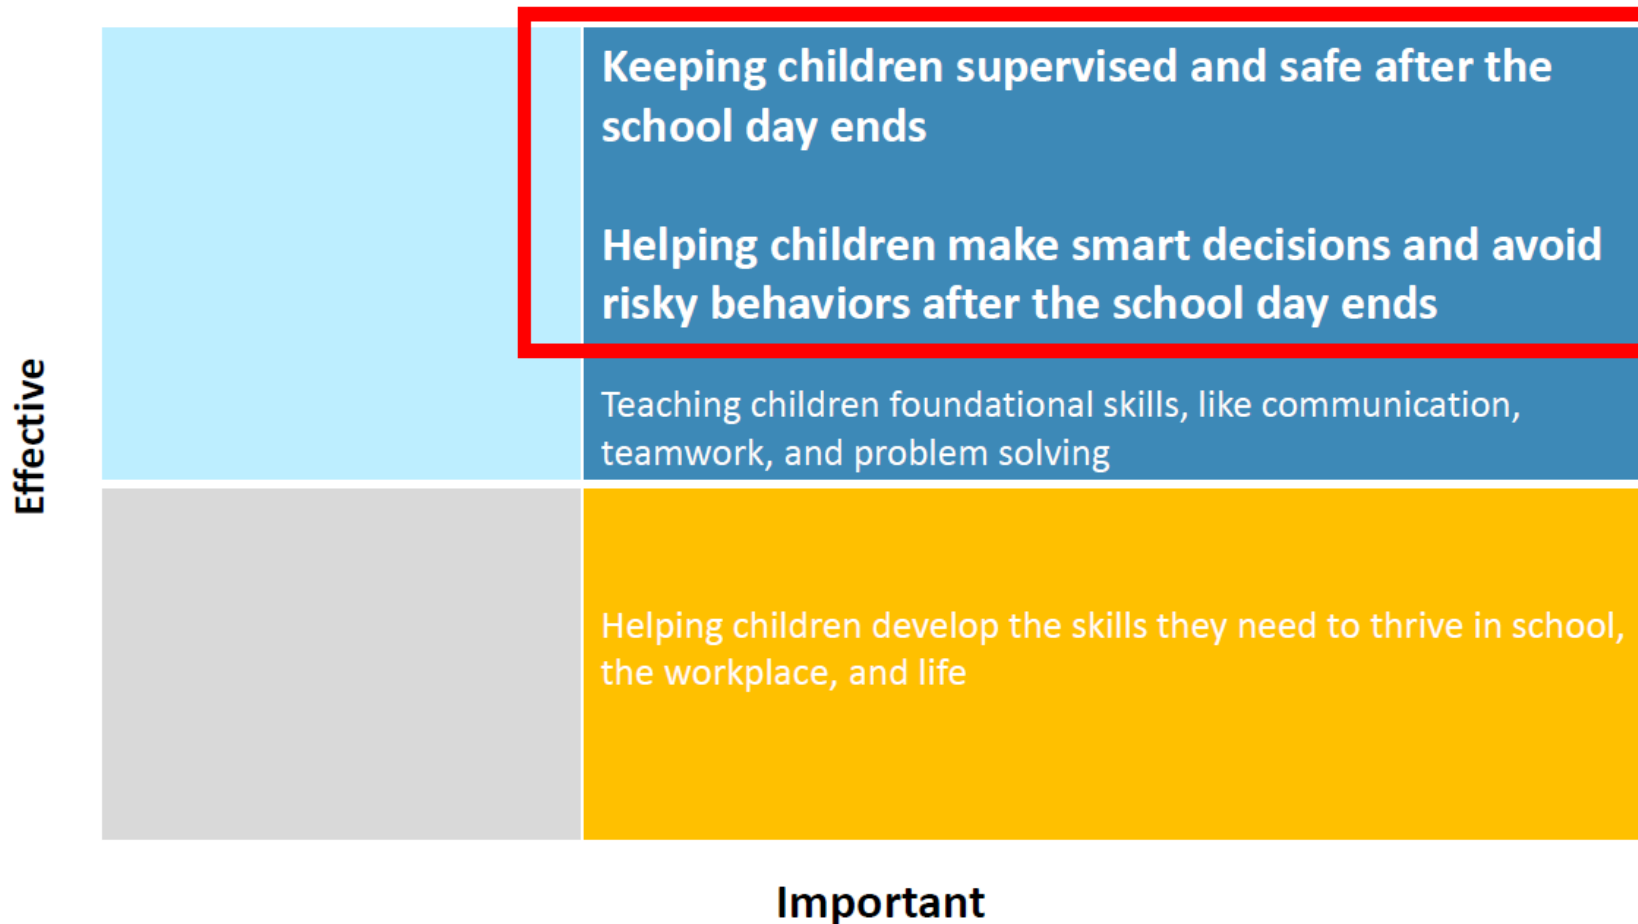 Keeping children supervised and safe after the
school day ends
Helping children make smart decisions and avoid
risky behaviors after the school day ends
Teaching children foundational skills, like communication,
teamwork, and problem solving
Effective
Helping children develop the skills they need to thrive in school,
the workplace, and life
Important